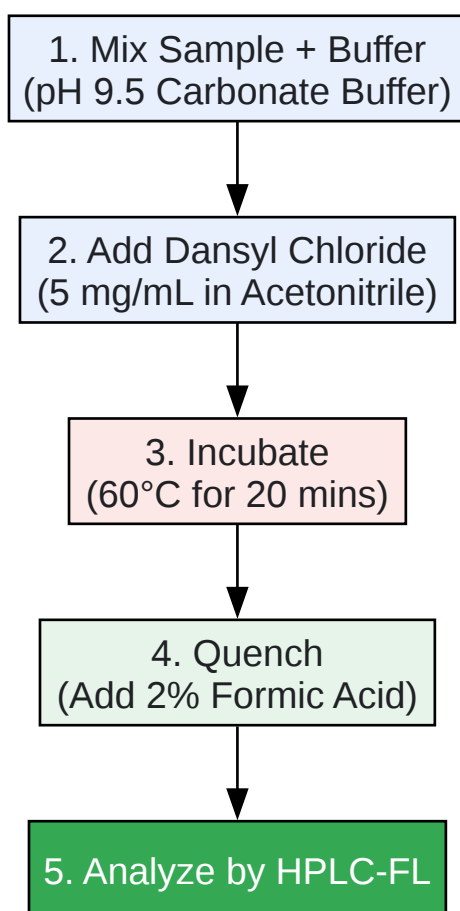 1. Mix Sample + Buffer
(pH 9.5 Carbonate Buffer)
2. Add Dansyl Chloride
(5 mg/mL in Acetonitrile)
3. Incubate
(60°C for 20 mins)
4. Quench
(Add 2% Formic Acid)
5. Analyze by HPLC-FL